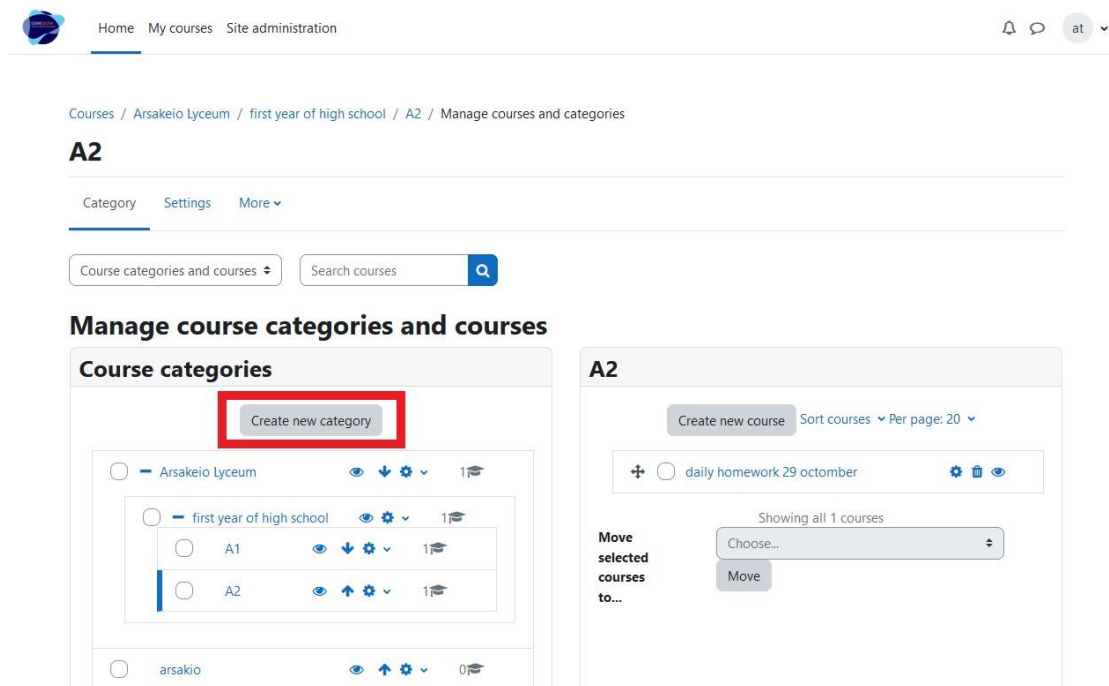 Home My courses Site administration
at
Courses / Arsakeio Lyceum / first year of high school / A2 / Manage courses and categories
A2
Category Settings More
Course categories and courses Search courses
Manage course categories and courses
Course categories
Create new category
Arsakeio Lyceum 1
first year of high school 1
A1 1
A2 1
arsakio 0
A2
Create new course Sort courses Per page: 20
daily homework 29 octomber
Showing all 1 courses
Move
selected
courses
to...
Choose...
Move